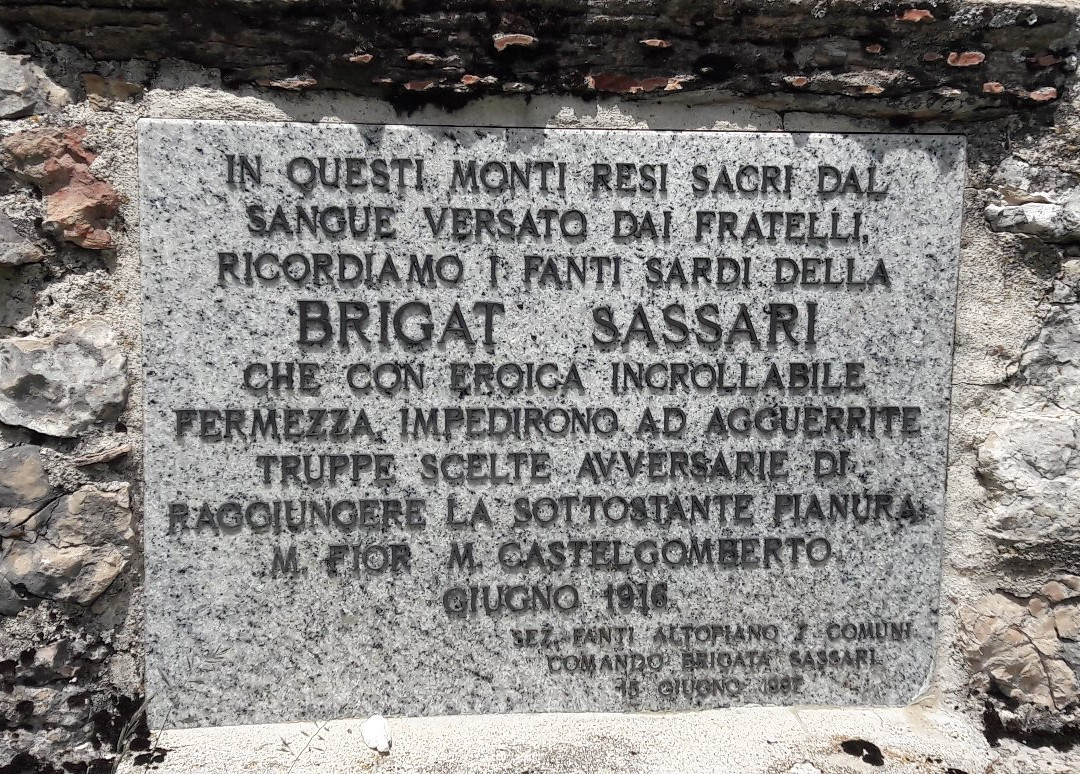 IN QUESTI MONTI RESI SACRI DAL
SANGUE VERSATO DAI FRATELLI,
RICORDIAMO I FANTI SARDI DELLA
BRIGAT SASSARI
CHE CON EROICA INCROLLABILE
FERMEZZA, IMPEDIRONO AD AGGUERRITE
TRUPPE SCELTE AVVERSARIE DI
RAGGIUNGERE LA SOTTOSTANTE PIANURA.
M. FIOR M. CASTELGOMBERTO.
GIUGNO 1916
SEZ. FANTI ALTOPIANO 7 COMUNI
COMANDO BRIGATA SASSARI.
15 GIUGNO